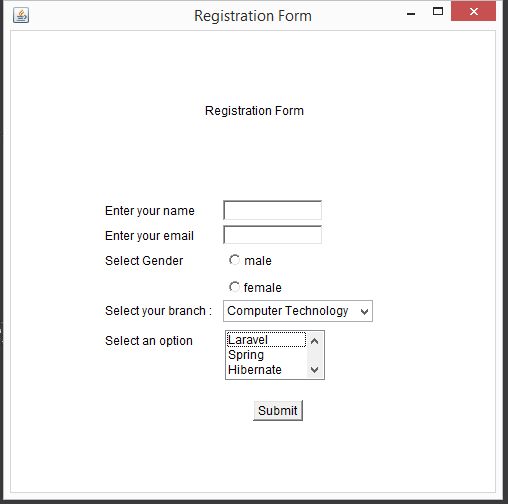 Registration Form
Registration Form
Enter your name
Enter your email
Select Gender male
female
Select your branch : Computer Technology
Select an option Laravel
Spring
Hibernate
Submit